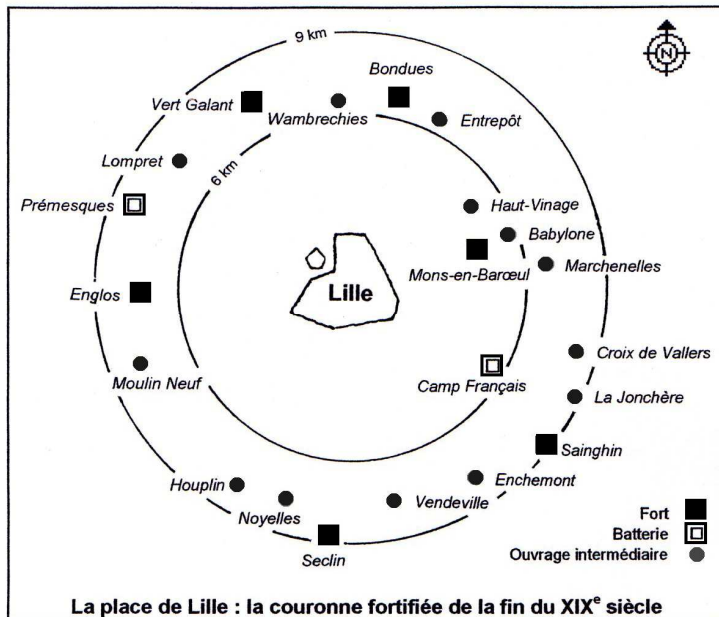 9 km
N
Bondues
Vert Galant
Wambrechies
Entrepôt
Lompret
6 km
Prémesques
Haut-Vinage
Babylone
Mons-en-Barœul
Marchenelles
Lille
Englos
Croix de Vallers
Moulin Neuf
Camp Français
La Jonchère
Sainghin
Houplin
Enchemont
Noyelles
Vendeville
Seclin
Fort
Batterie
Ouvrage intermédiaire
La place de Lille : la couronne fortifiée de la fin du XIXe siècle